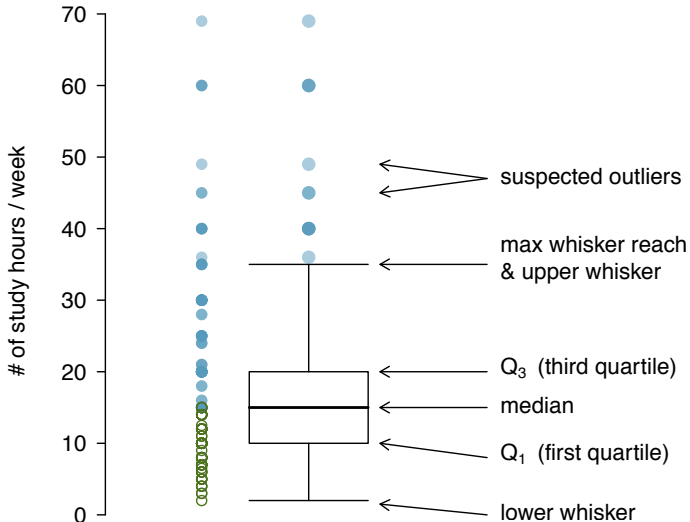 70
60
50
40
30
20
10
0
# of study hours / week
suspected outliers
max whisker reach
& upper whisker
Q₃ (third quartile)
median
Q₁ (first quartile)
lower whisker